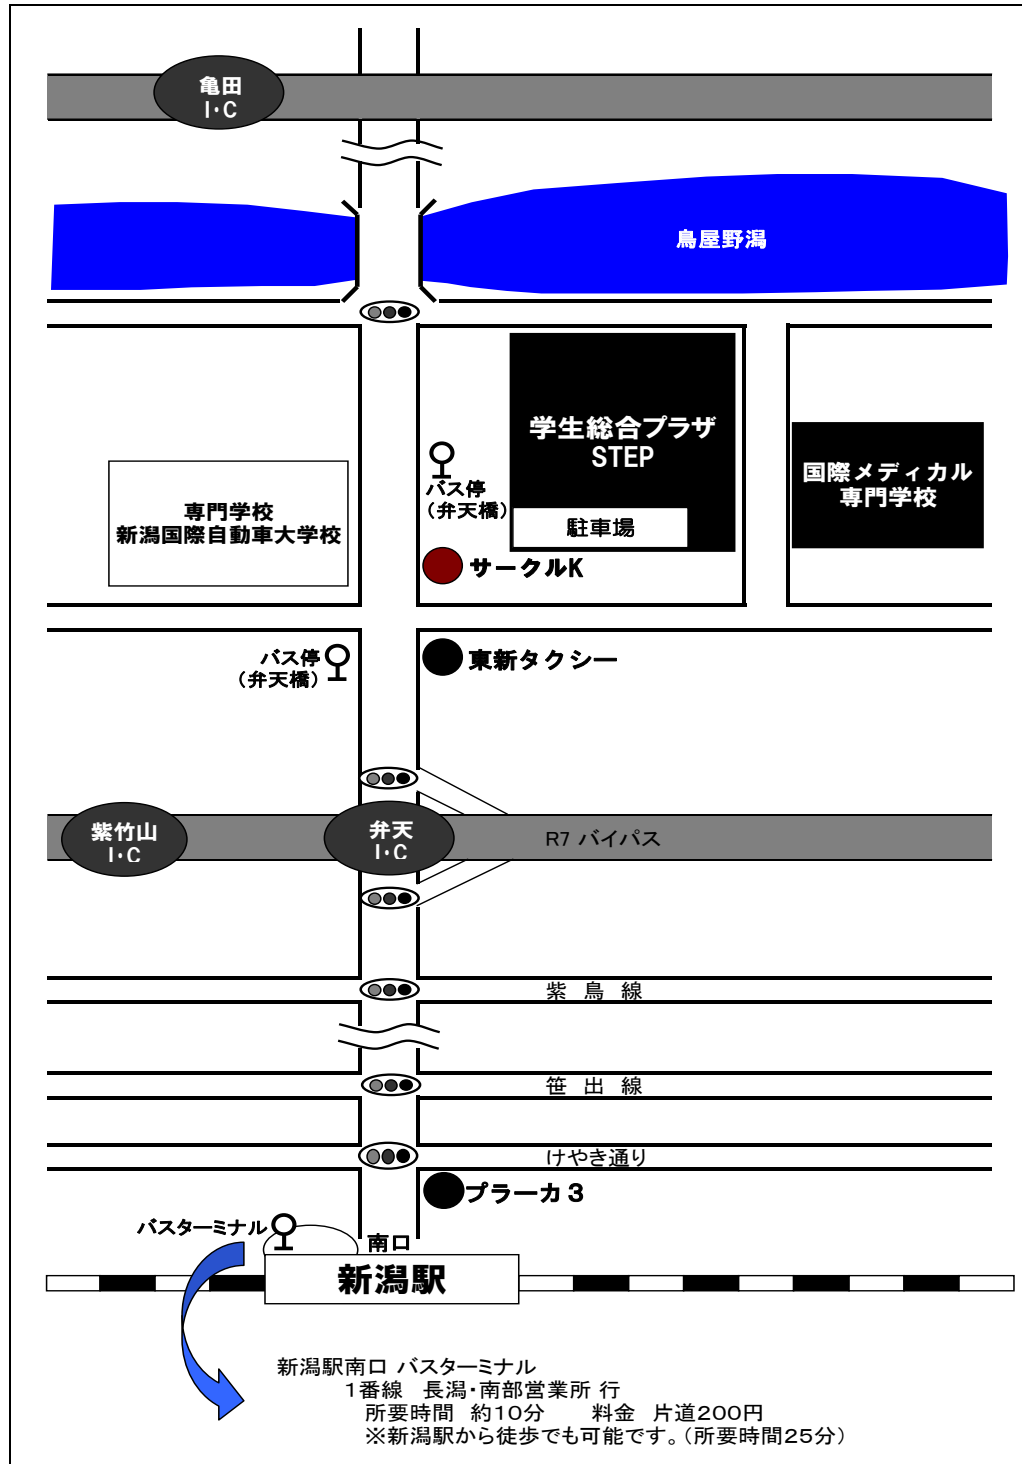 亀田
I・C
鳥屋野潟
学生総合プラザ
STEP
駐車場
国際メディカル
専門学校
バス停
(弁天橋)
専門学校
新潟国際自動車大学校
サークルK
バス停
(弁天橋)
東新タクシー
紫竹山
I・C
弁天
I・C
R7 バイパス
紫 鳥 線
笹 出 線
けやき通り
プラーカ3
バスターミナル
南口
新潟駅
新潟駅南口 バスターミナル
1番線 長潟・南部営業所 行
所要時間 約10分 料金 片道200円
※新潟駅から徒歩でも可能です。(所要時間25分)